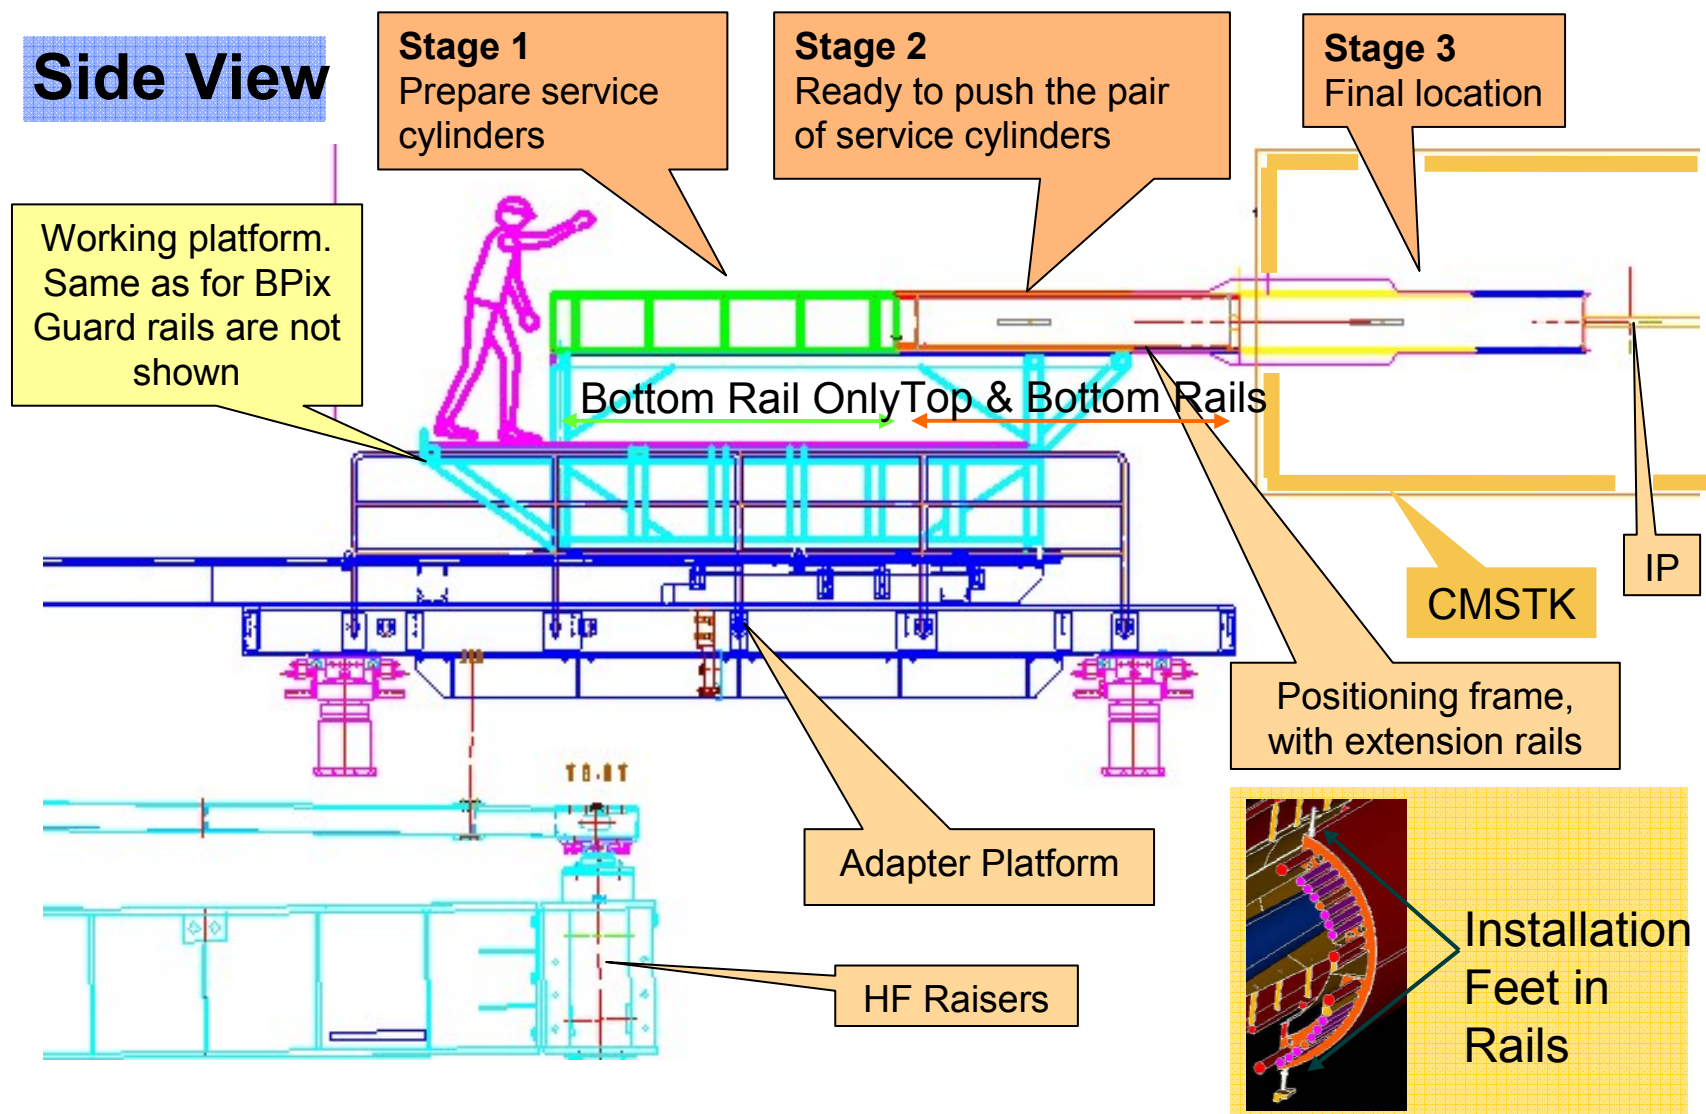 Side View
Stage 1
Prepare service
cylinders
Stage 2
Ready to push the pair
of service cylinders
Stage 3
Final location
Working platform.
Same as for BPix
Guard rails are not
shown
Bottom Rail Only
Top & Bottom Rails
IP
CMSTK
Positioning frame,
with extension rails
Adapter Platform
HF Raisers
Installation
Feet in
Rails